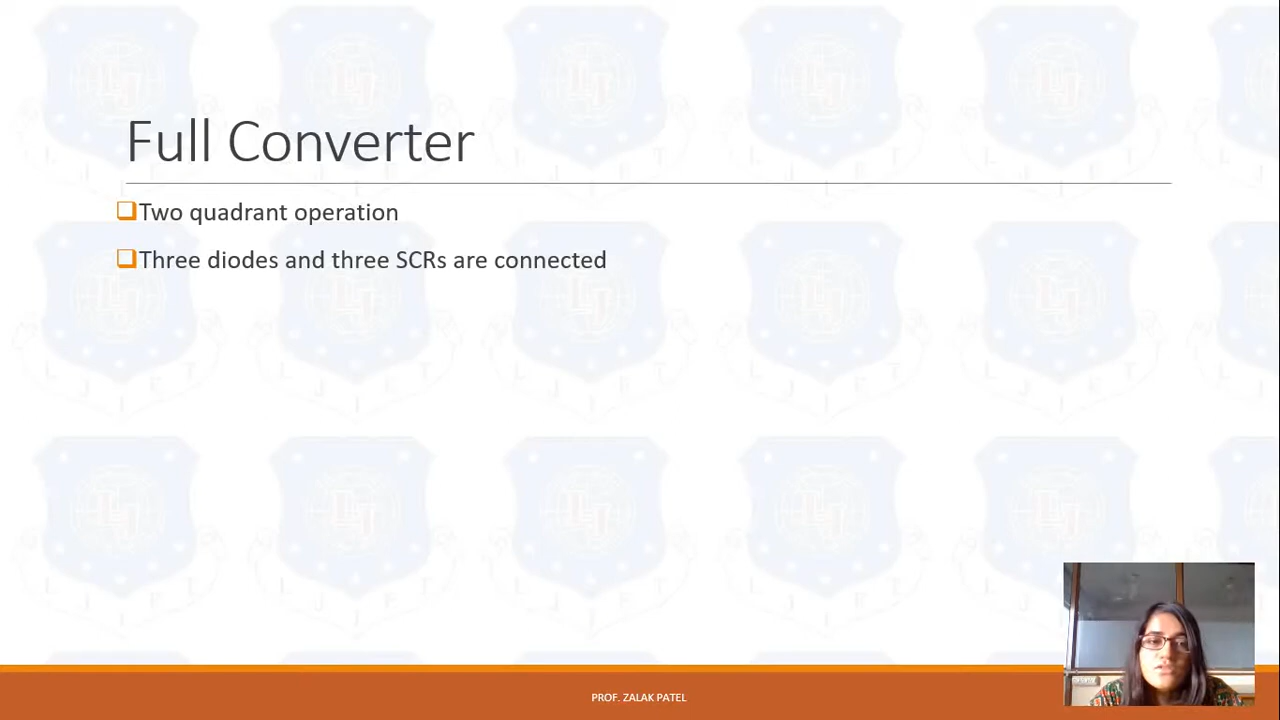 Full Converter
Two quadrant operation
Three diodes and three SCRs are connected
PROF. ZALAK PATEL